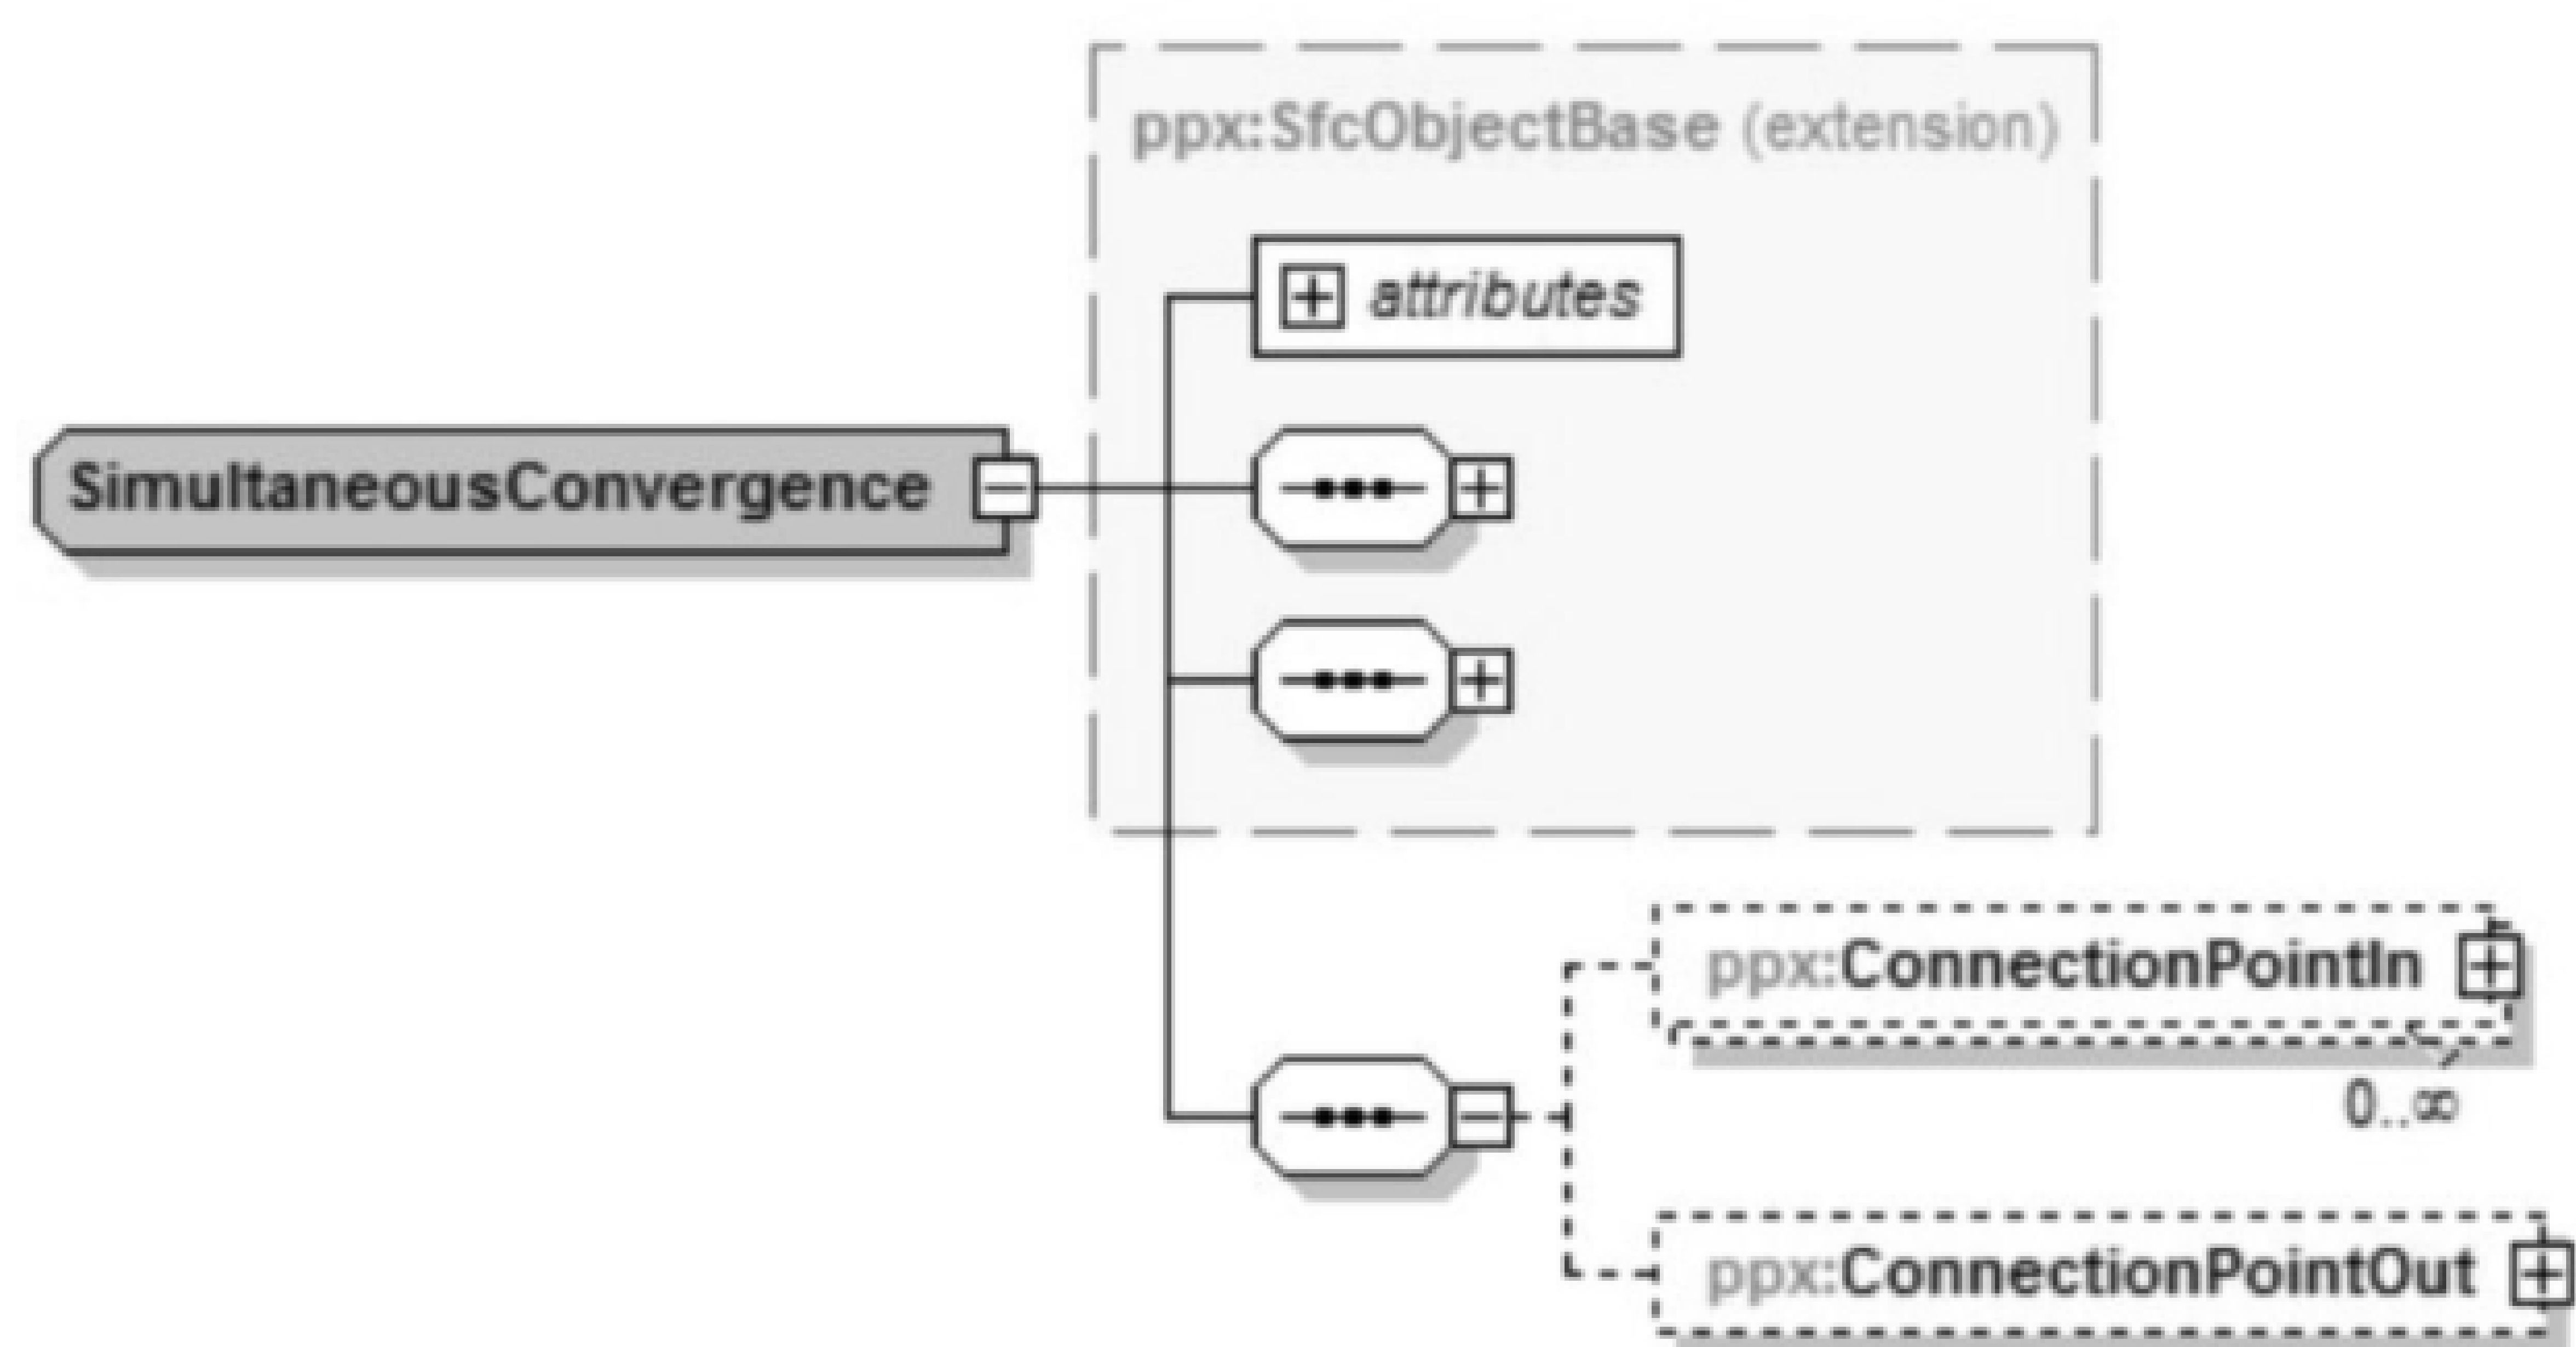 ppx:SfcObjectBase (extension)
attributes
SimultaneousConvergence
ppx:ConnectionPointIn
0..∞
ppx:ConnectionPointOut